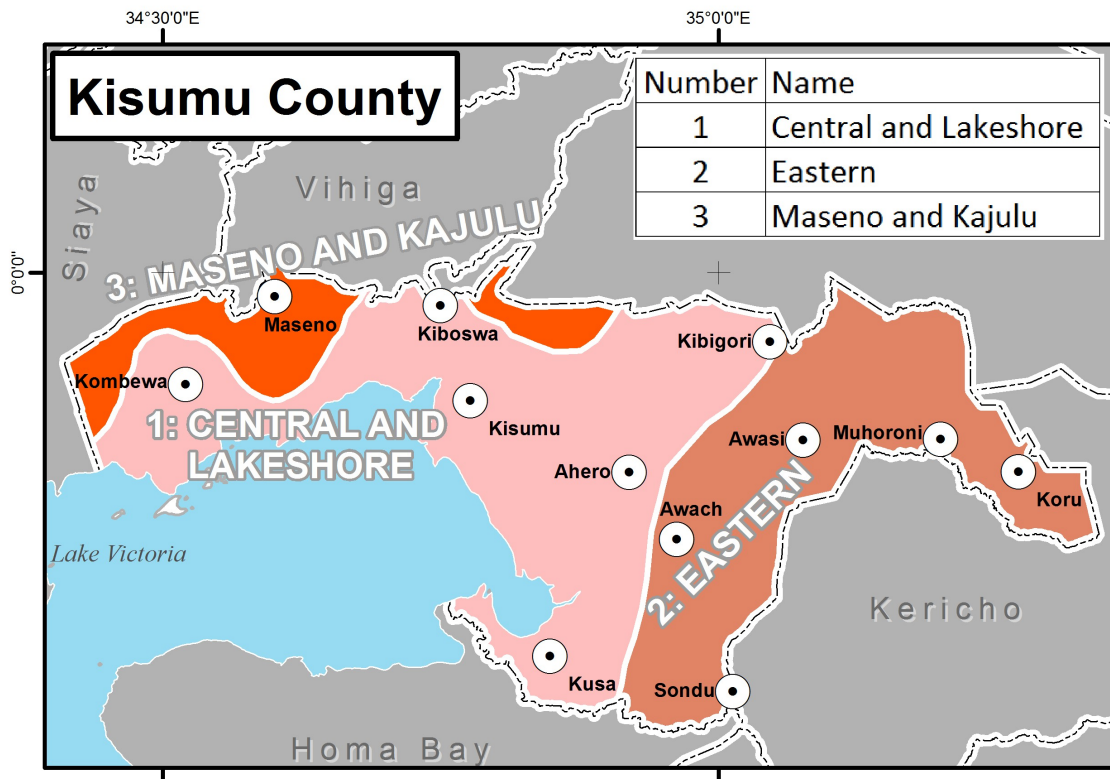 34°30'0"E
35°0'0"E
Kisumu County
Number Name
1 Central and Lakeshore
2 Eastern
3 Maseno and Kajulu
Siaya
Vihiga
0°0'0"
3: MASENO AND KAJULU
Maseno
Kiboswa
Kibigori
Kombewa
1: CENTRAL AND
LAKESHORE
Kisumu
Awasi
Muhoroni
Ahero
Koru
Awach
2: EASTERN
Lake Victoria
Kericho
Kusa
Sondu
Homa Bay